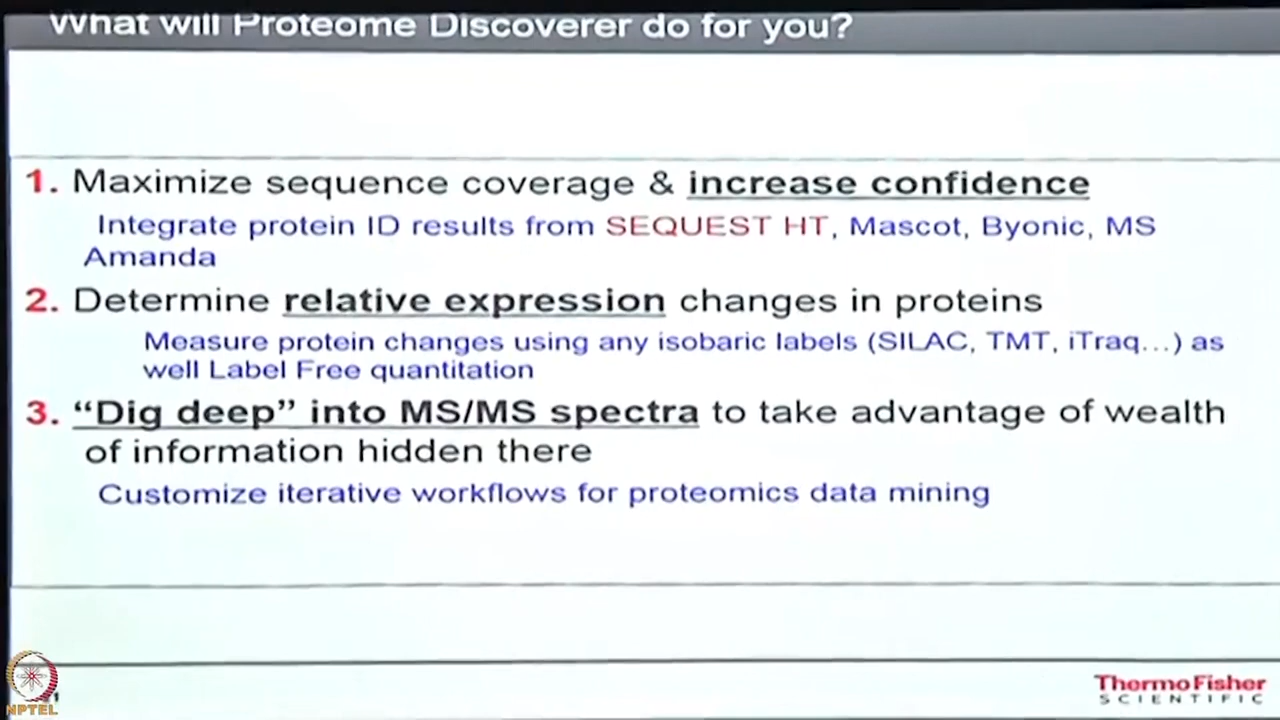 What will Proteome Discoverer do for you?
1. Maximize sequence coverage & increase confidence
Integrate protein ID results from SEQUEST HT, Mascot, Byonic, MS
Amanda
2. Determine relative expression changes in proteins
Measure protein changes using any isobaric labels (SILAC, TMT, iTraq...) as
well Label Free quantitation
3. “Dig deep” into MS/MS spectra to take advantage of wealth
of information hidden there
Customize iterative workflows for proteomics data mining
NPTEL
ThermoFisher
SCIENTIFIC